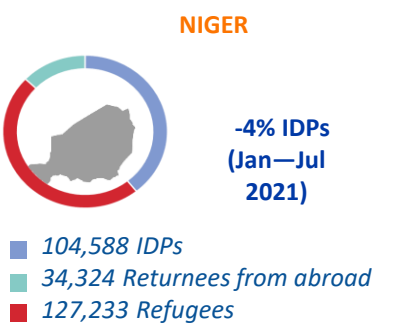 NIGER
-4% IDPs
(Jan—Jul
2021)
104,588 IDPs
34,324 Returnees from abroad
127,233 Refugees